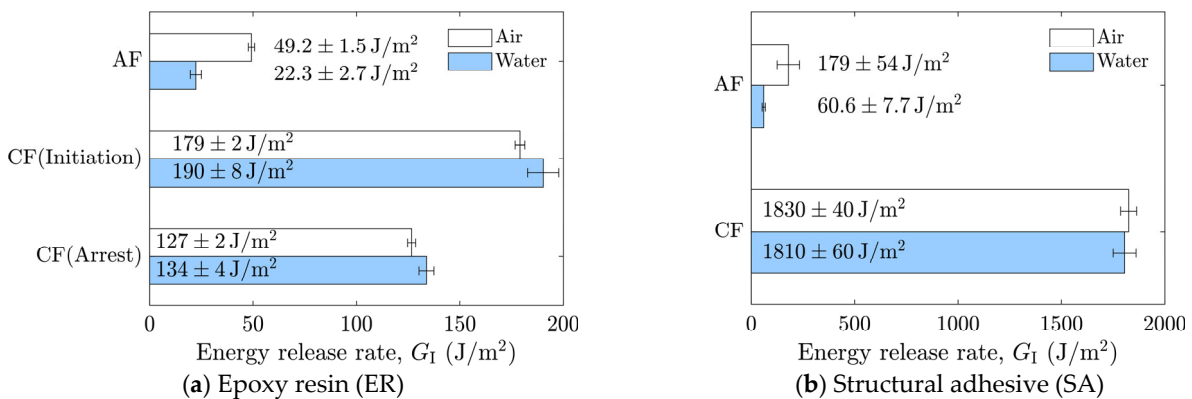 Air
Water
AF
49.2 ± 1.5 J/m²
22.3 ± 2.7 J/m²
CF(Initiation)
179 ± 2 J/m²
190 ± 8 J/m²
CF(Arrest)
127 ± 2 J/m²
134 ± 4 J/m²
0 50 100 150 200
Energy release rate, G_I (J/m²)
(a) Epoxy resin (ER)
Air
Water
AF
179 ± 54 J/m²
60.6 ± 7.7 J/m²
CF
1830 ± 40 J/m²
1810 ± 60 J/m²
0 500 1000 1500 2000
Energy release rate, G_I (J/m²)
(b) Structural adhesive (SA)